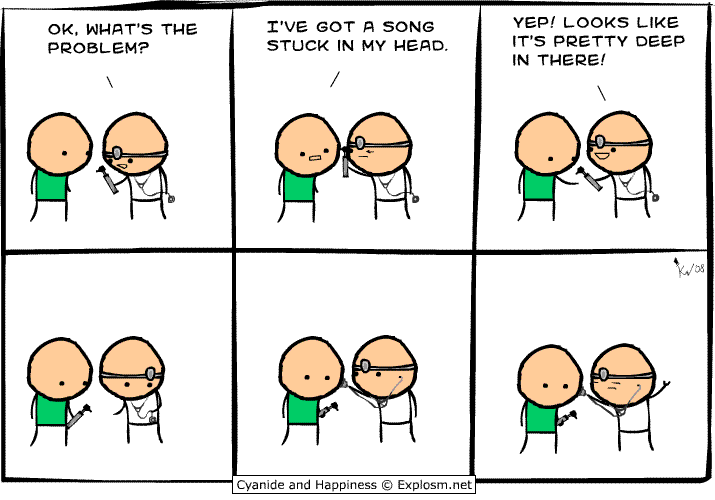 OK, WHAT'S THE
PROBLEM?
I'VE GOT A SONG
STUCK IN MY HEAD.
YEP! LOOKS LIKE
IT'S PRETTY DEEP
IN THERE!
Cyanide and Happiness © Explosm.net